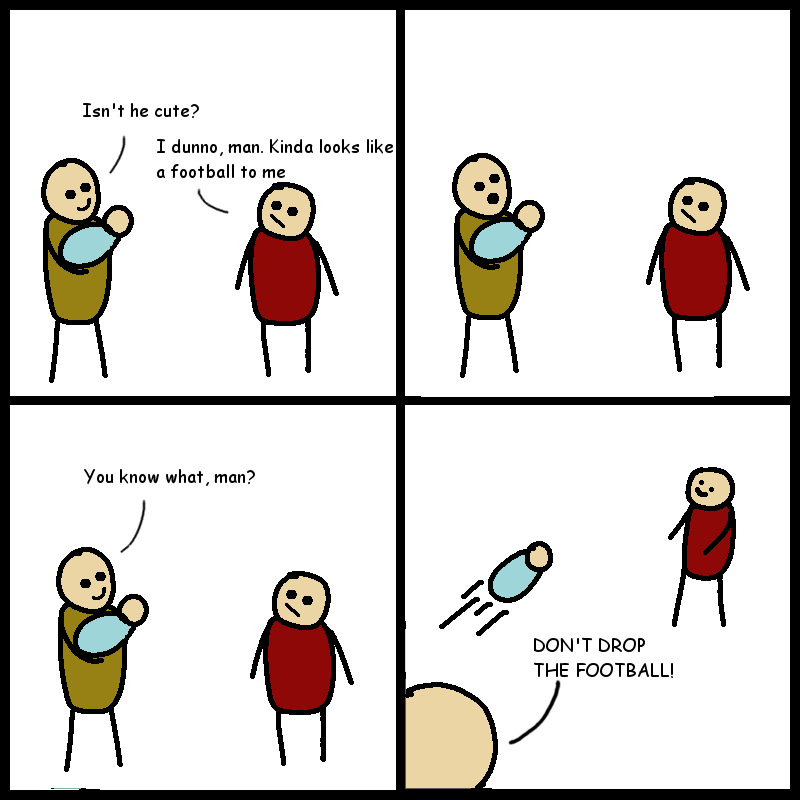 Isn't he cute?
I dunno, man. Kinda looks like
a football to me
You know what, man?
DON'T DROP
THE FOOTBALL!